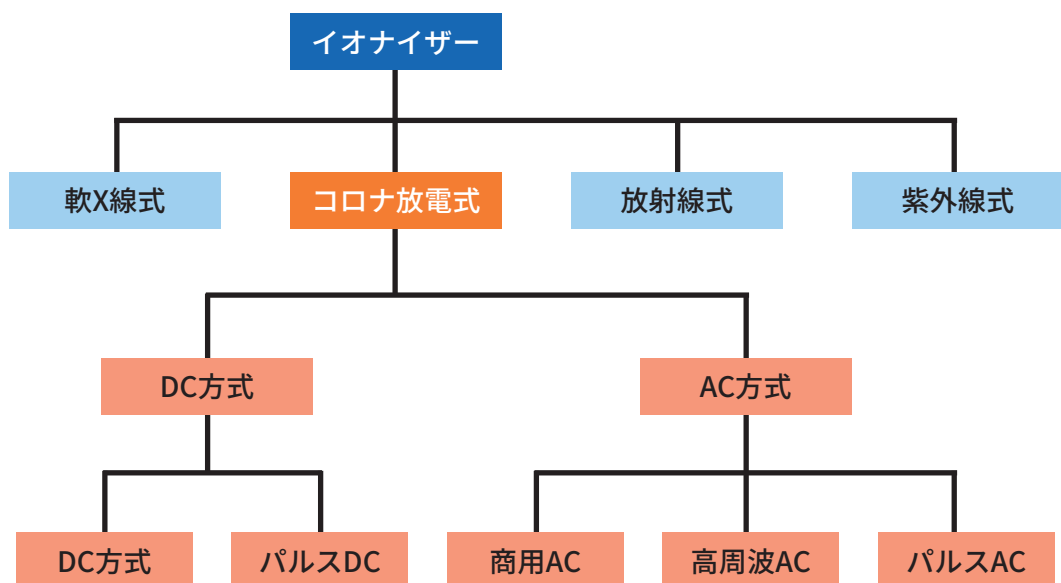 イオナイザー
軟X線式
コロナ放電式
放射線式
紫外線式
DC方式
AC方式
DC方式
パルスDC
商用AC
高周波AC
パルスAC